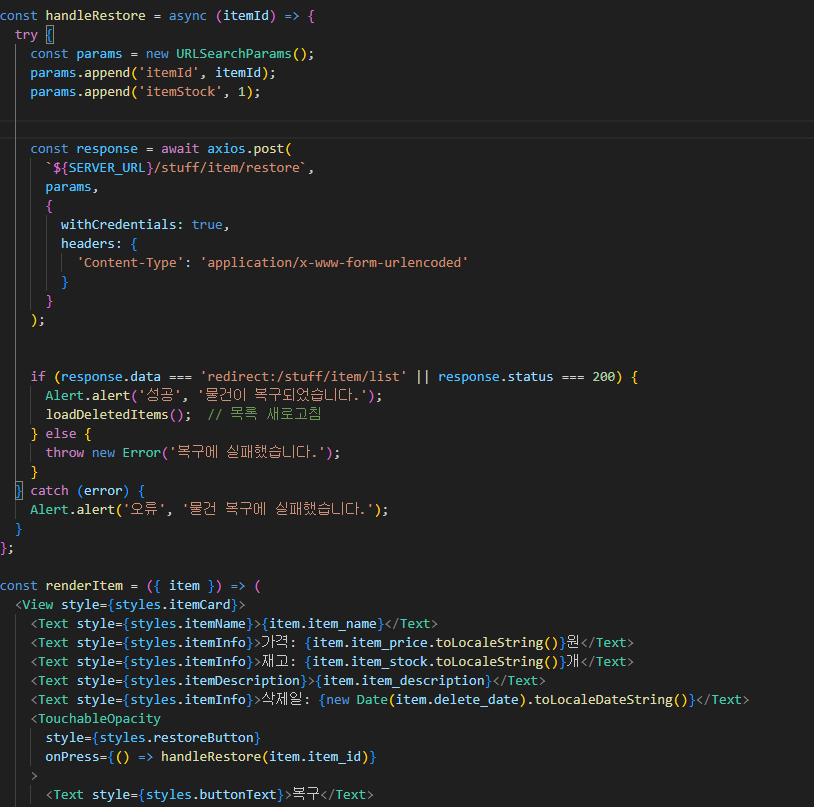 const handleRestore = async (itemId) => {
try {
const params = new URLSearchParams();
params.append('itemId', itemId);
params.append('itemStock', 1);
const response = await axios.post(
`${SERVER_URL}/stuff/item/restore`,
params,
{
withCredentials: true,
headers: {
'Content-Type': 'application/x-www-form-urlencoded'
}
}
);
if (response.data === 'redirect:/stuff/item/list' || response.status === 200) {
Alert.alert('성공', '물건이 복구되었습니다.');
loadDeletedItems();  // 목록 새로고침
} else {
throw new Error('복구에 실패했습니다.');
}
} catch (error) {
Alert.alert('오류', '물건 복구에 실패했습니다.');
}
};
const renderItem = ({ item }) => (
<View style={styles.itemCard}>
<Text style={styles.itemName}>{item.item_name}</Text>
<Text style={styles.itemInfo}>가격: {item.item_price.toLocaleString()}원</Text>
<Text style={styles.itemInfo}>재고: {item.item_stock.toLocaleString()}개</Text>
<Text style={styles.itemDescription}>{item.item_description}</Text>
<Text style={styles.itemInfo}>삭제일: {new Date(item.delete_date).toLocaleDateString()}</Text>
<TouchableOpacity
style={styles.restoreButton}
onPress={() => handleRestore(item.item_id)}
>
<Text style={styles.buttonText}>복구</Text>